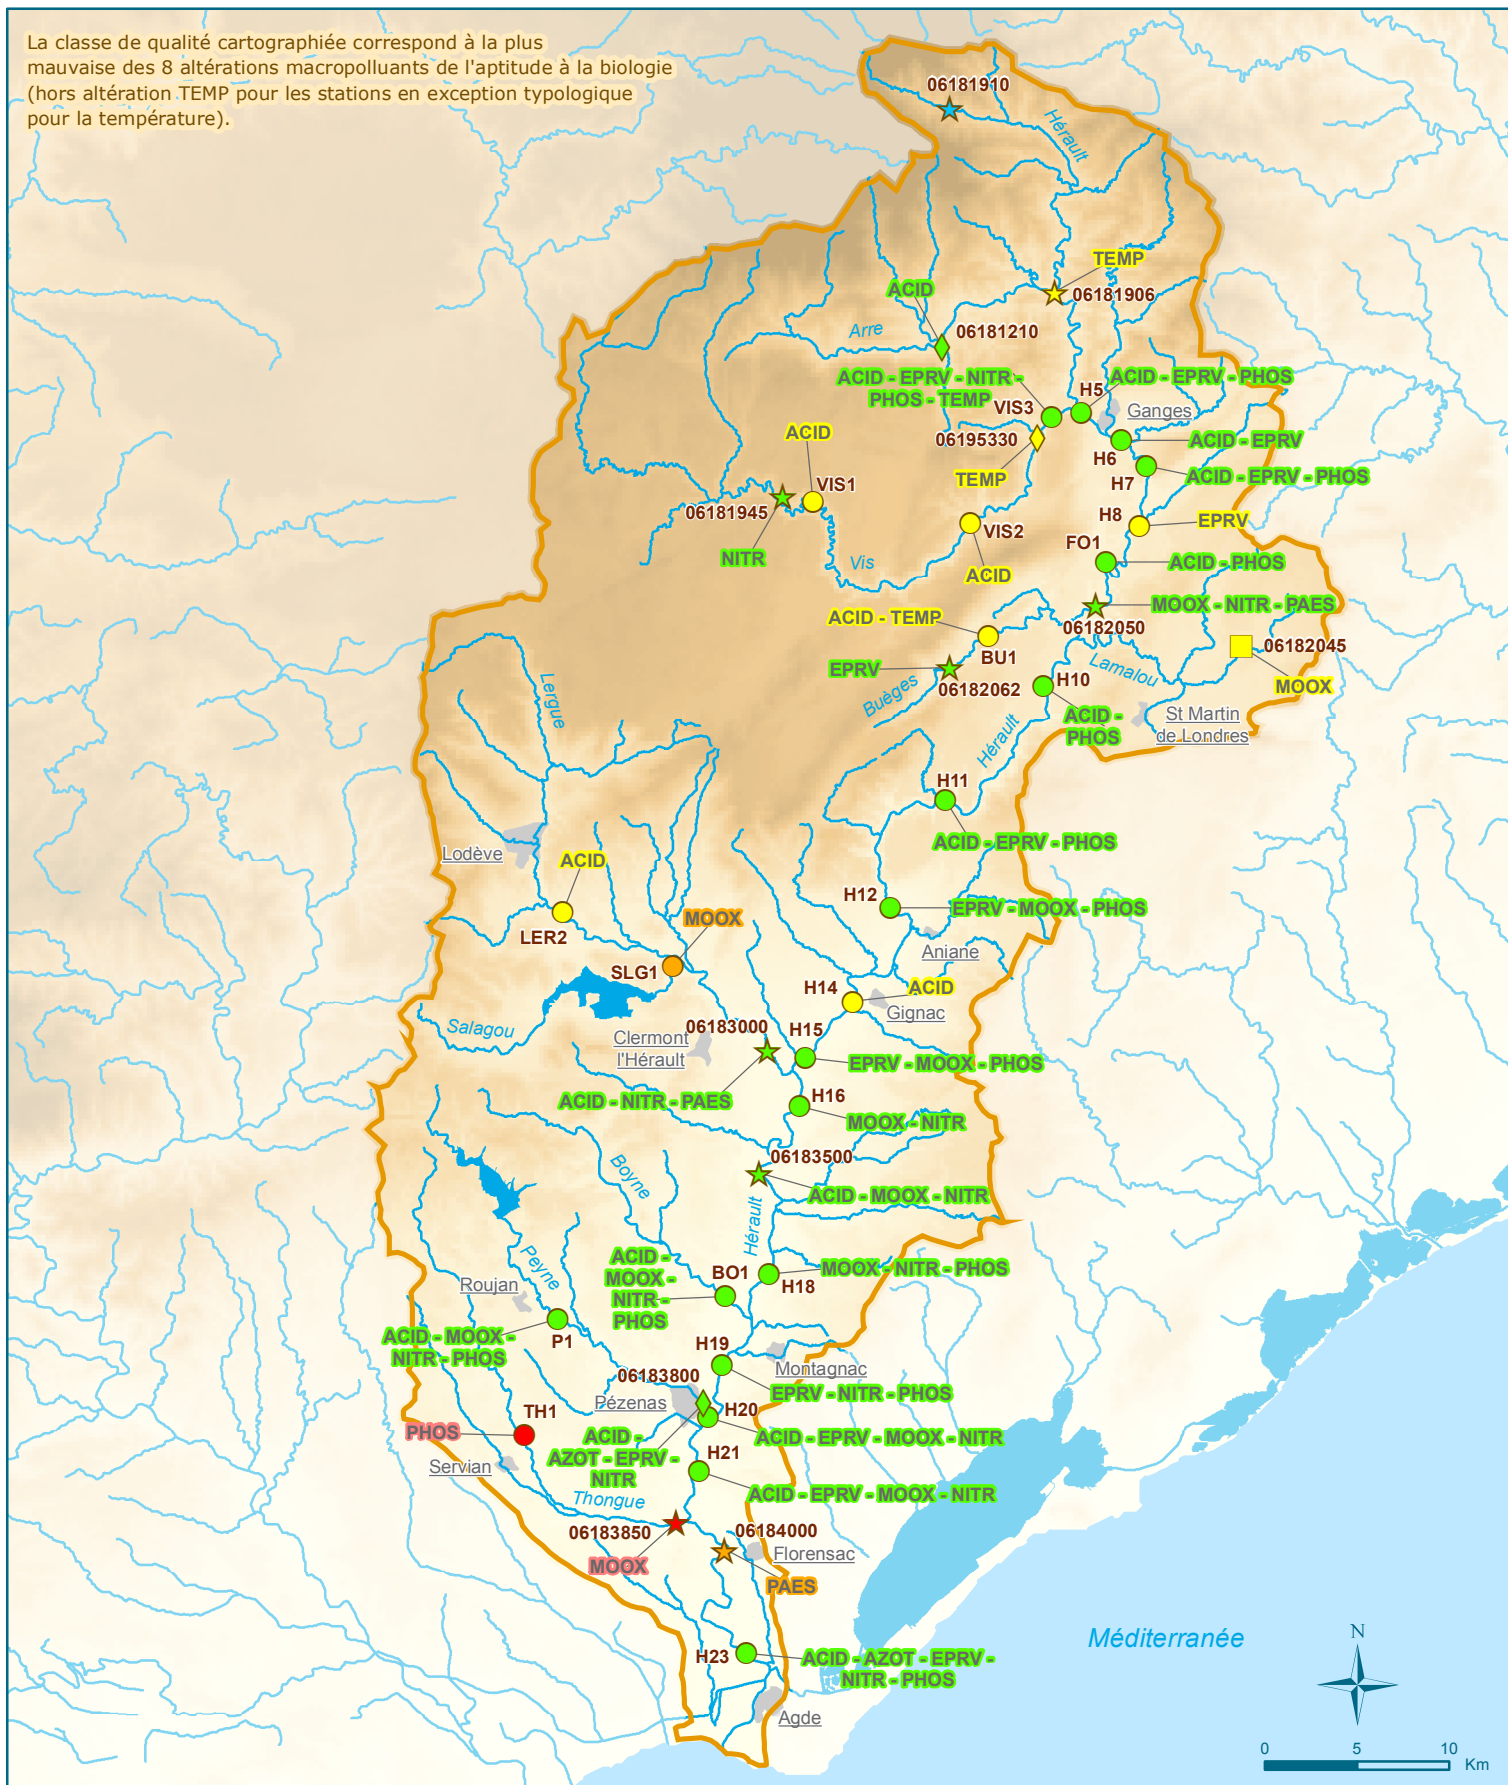 La classe de qualité cartographiée correspond à la plus
mauvaise des 8 altérations macropolluants de l'aptitude à la biologie
(hors altération TEMP pour les stations en exception typologique
pour la température).
06181910
Hérault
TEMP
06181906
ACID
06181210
Arre
ACID - EPRV - NITR -
PHOS - TEMP
H5
ACID - EPRV - PHOS
VIS3
Ganges
06195330
ACID - EPRV
H6
ACID
TEMP
H7
ACID - EPRV - PHOS
VIS1
06181945
H8
EPRV
VIS2
FO1
NITR
Vis
ACID
ACID - PHOS
MOOX - NITR - PAES
ACID - TEMP
06182050
06182045
BU1
EPRV
Lamalou
06182062
MOOX
H10
Buèges
Lergue
ACID -
PHOS
St Martin
de Londres
Hérault
H11
ACID - EPRV - PHOS
Lodève
ACID
H12
EPRV - MOOX - PHOS
MOOX
LER2
Aniane
SLG1
H14
ACID
Gignac
06183000
H15
Salagou
Clermont
l'Hérault
EPRV - MOOX - PHOS
ACID - NITR - PAES
H16
MOOX - NITR
06183500
Boyne
ACID - MOOX - NITR
Hérault
Peyne
ACID -
MOOX -
NITR -
PHOS
BO1
MOOX - NITR - PHOS
H18
Roujan
ACID - MOOX -
NITR - PHOS
P1
H19
Montagnac
06183800
EPRV - NITR - PHOS
Pézenas
TH1
H20
PHOS
ACID -
AZOT - EPRV -
NITR
ACID - EPRV - MOOX - NITR
H21
Servian
ACID - EPRV - MOOX - NITR
Thongue
06183850
06184000
Florensac
MOOX
PAES
Méditerranée
N
H23
ACID - AZOT - EPRV -
NITR - PHOS
Agde
0 5 10
Km